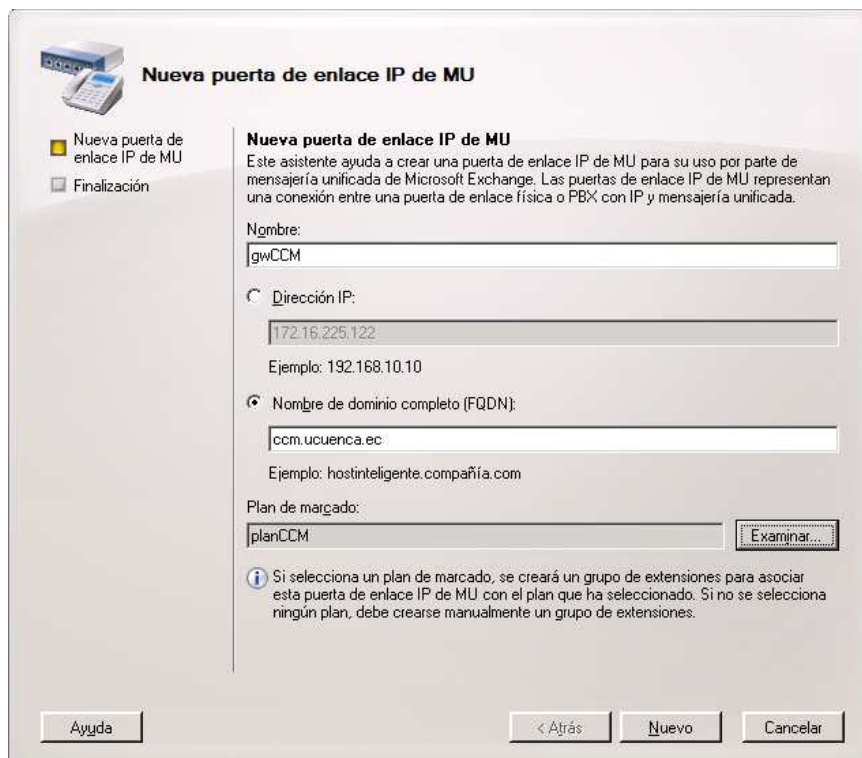 Nueva puerta de enlace IP de MU
Nueva puerta de
enlace IP de MU
Finalización
Nueva puerta de enlace IP de MU
Este asistente ayuda a crear una puerta de enlace IP de MU para su uso por parte de
mensajería unificada de Microsoft Exchange. Las puertas de enlace IP de MU representan
una conexión entre una puerta de enlace física o PBX con IP y mensajería unificada.
Nombre:
gwCCM
Dirección IP:
172.16.225.122
Ejemplo: 192.168.10.10
Nombre de dominio completo (FQDN):
ccm.ucuenca.ec
Ejemplo: hostinteligente.compañía.com
Plan de marcado:
planCCM Examinar...
Si selecciona un plan de marcado, se creará un grupo de extensiones para asociar
esta puerta de enlace IP de MU con el plan que ha seleccionado. Si no se selecciona
ningún plan, debe crearse manualmente un grupo de extensiones.
Ayuda < Atrás Nuevo Cancelar